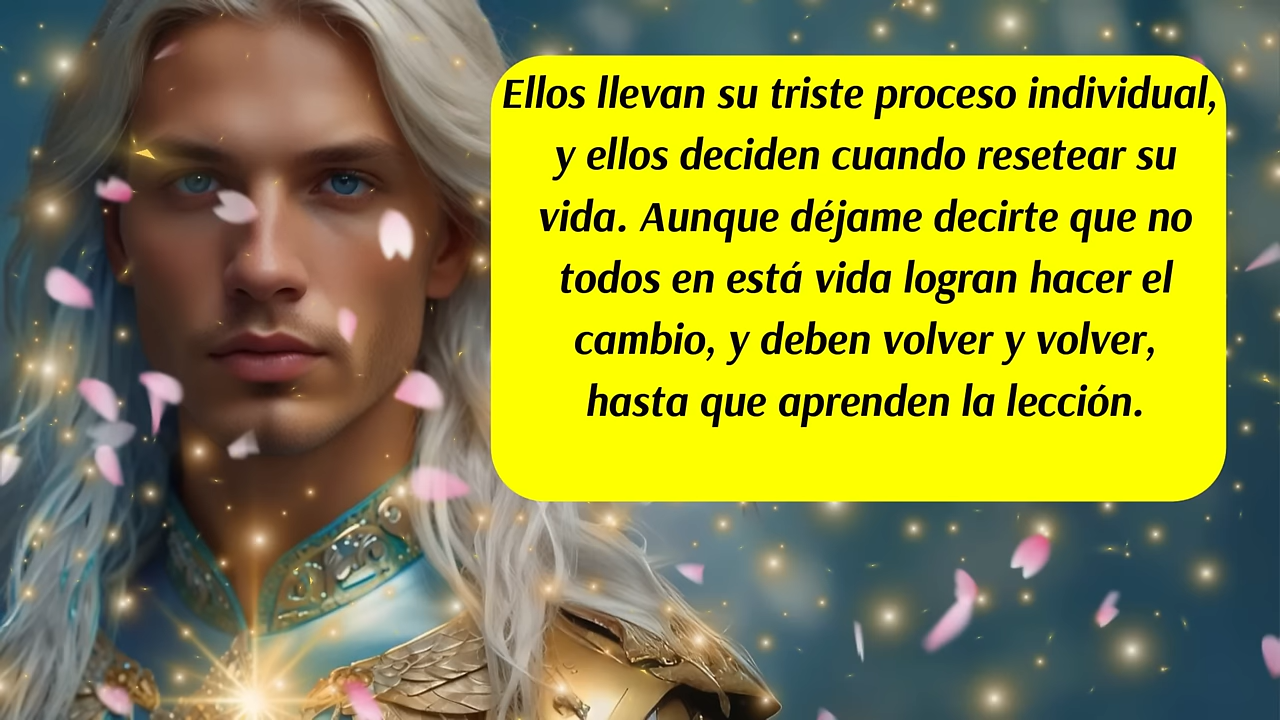 Ellos llevan su triste proceso individual,
y ellos deciden cuando resetear su
vida. Aunque déjame decirte que no
todos en está vida logran hacer el
cambio, y deben volver y volver,
hasta que aprenden la lección.